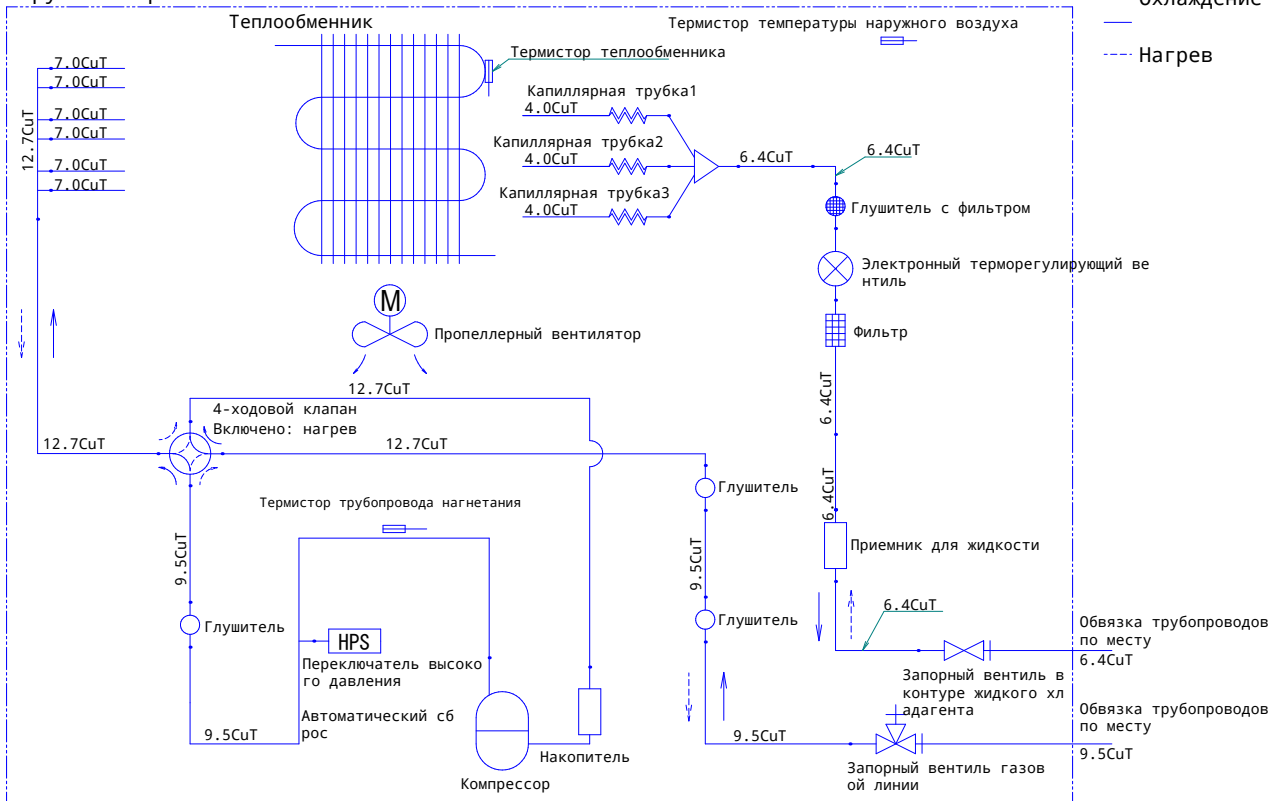 охлаждение
Нагрев
Теплообменник
Термистор температуры наружного воздуха
Термистор теплообменника
7.0CuT
7.0CuT
7.0CuT
7.0CuT
7.0CuT
7.0CuT
12.7CuT
Капиллярная трубка1
4.0CuT
Капиллярная трубка2
4.0CuT
Капиллярная трубка3
4.0CuT
6.4CuT
6.4CuT
Глушитель с фильтром
Электронный терморегулирующий ве
нтиль
Фильтр
M
Пропеллерный вентилятор
12.7CuT
4-ходовой клапан
Включено: нагрев
12.7CuT
12.7CuT
6.4CuT
6.4CuT
Глушитель
Термистор трубопровода нагнетания
Приемник для жидкости
9.5CuT
9.5CuT
6.4CuT
Глушитель
Глушитель
HPS
Переключатель высоко
го давления
Обвязка трубопроводов
по месту
6.4CuT
Запорный вентиль в
контуре жидкого хл
адагента
Автоматический сб
рос
9.5CuT
Накопитель
Компрессор
9.5CuT
Обвязка трубопроводов
по месту
9.5CuT
Запорный вентиль газов
ой линии